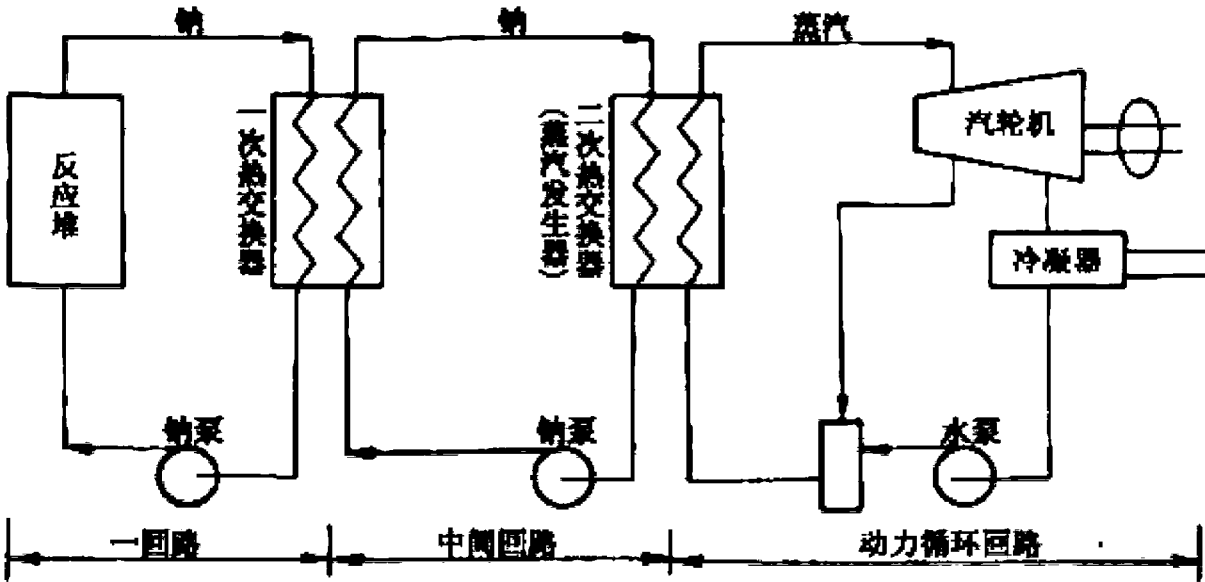 钠
钠
蒸汽
反应堆
一次热交换器
二次热交换器
(蒸汽发生器)
汽轮机
冷凝器
钠泵
钠泵
水泵
一回路
中间回路
动力循环回路